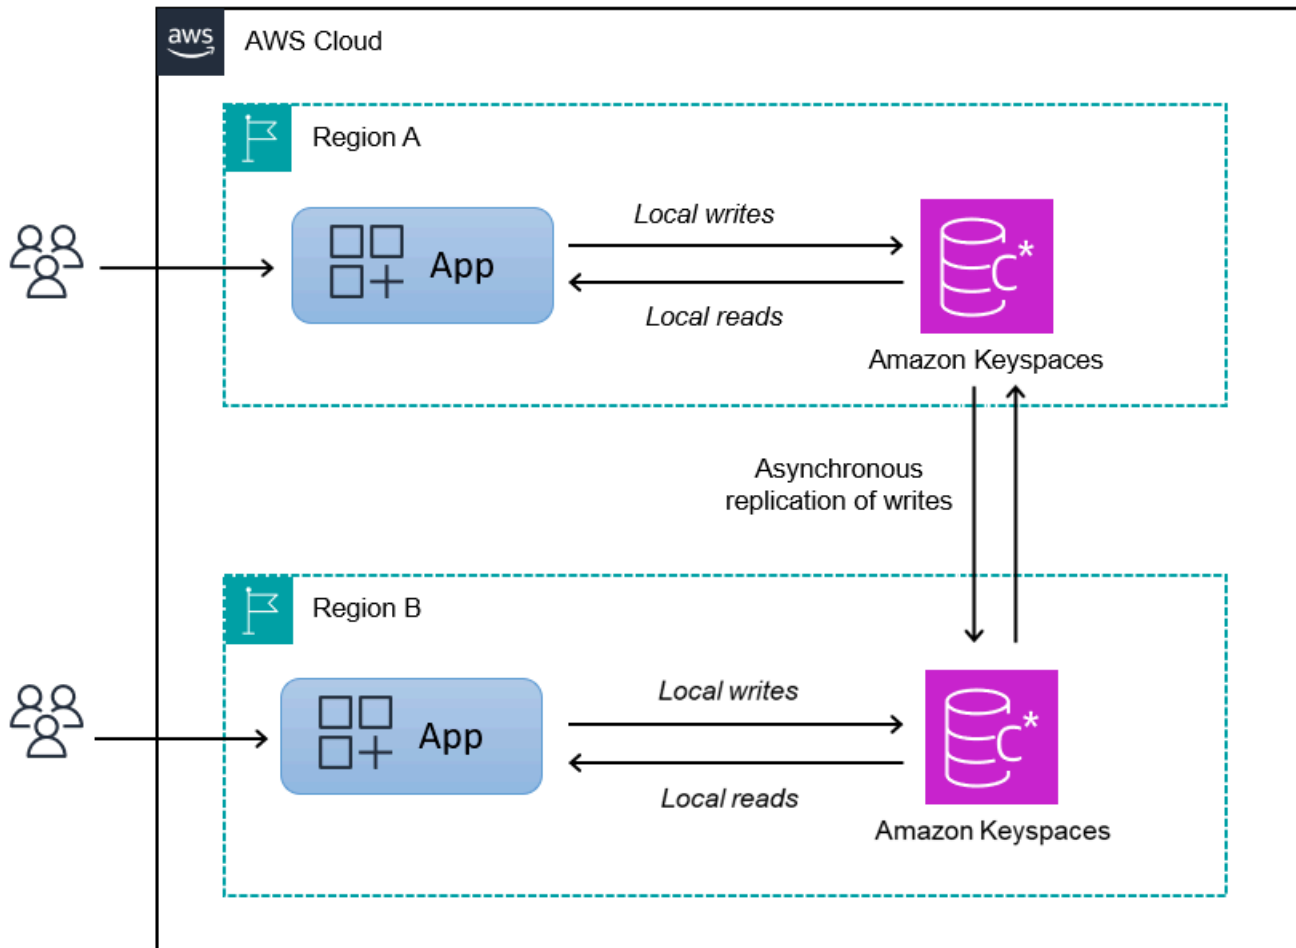 aws
AWS Cloud
Region A
App
Local writes
Local reads
C*
Amazon Keyspaces
Asynchronous
replication of writes
Region B
App
Local writes
Local reads
C*
Amazon Keyspaces